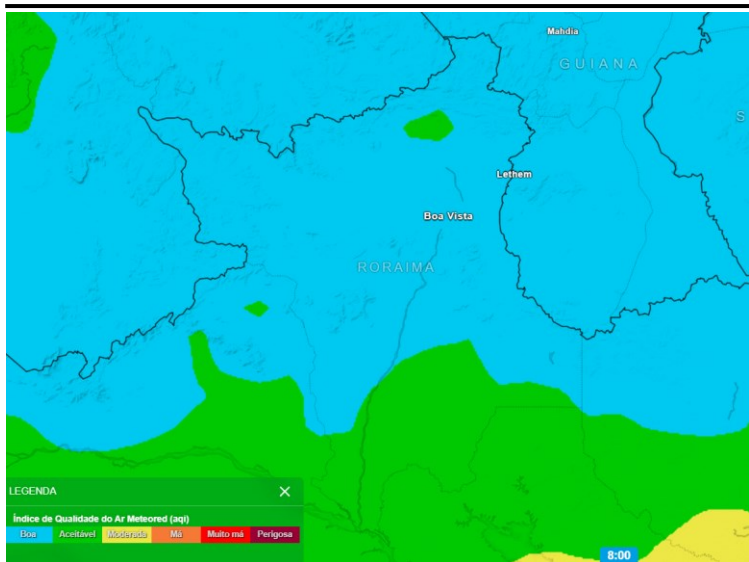 Mahdia
GUIANA
S
Lethem
Boa Vista
RORAIMA
LEGENDA
Índice de Qualidade do Ar Meteored (aqi)
Boa Aceitável Moderada Má Muito má Perigosa
8:00